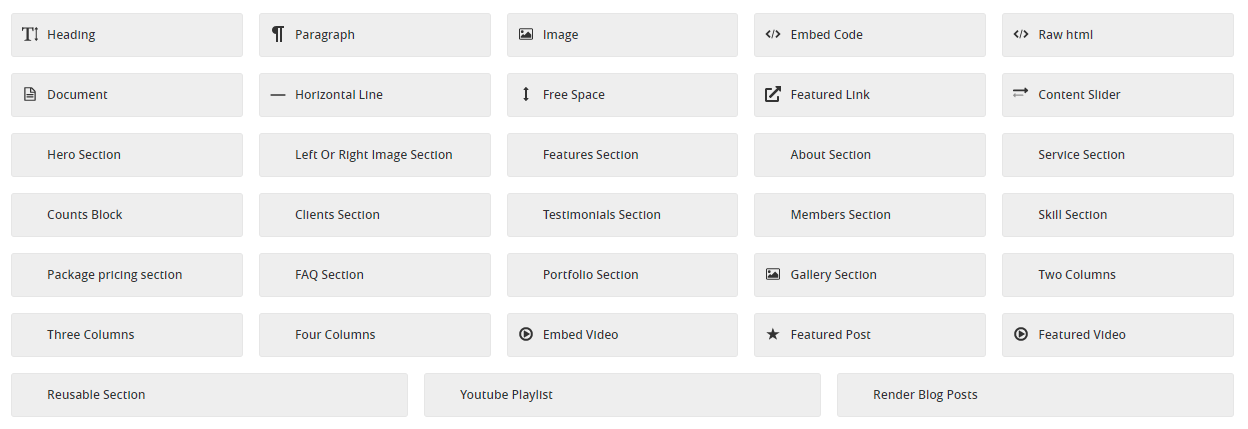 Heading
Paragraph
Image
Embed Code
Raw html
Document
Horizontal Line
Free Space
Featured Link
Content Slider
Hero Section
Left Or Right Image Section
Features Section
About Section
Service Section
Counts Block
Clients Section
Testimonials Section
Members Section
Skill Section
Package pricing section
FAQ Section
Portfolio Section
Gallery Section
Two Columns
Three Columns
Four Columns
Embed Video
Featured Post
Featured Video
Reusable Section
Youtube Playlist
Render Blog Posts